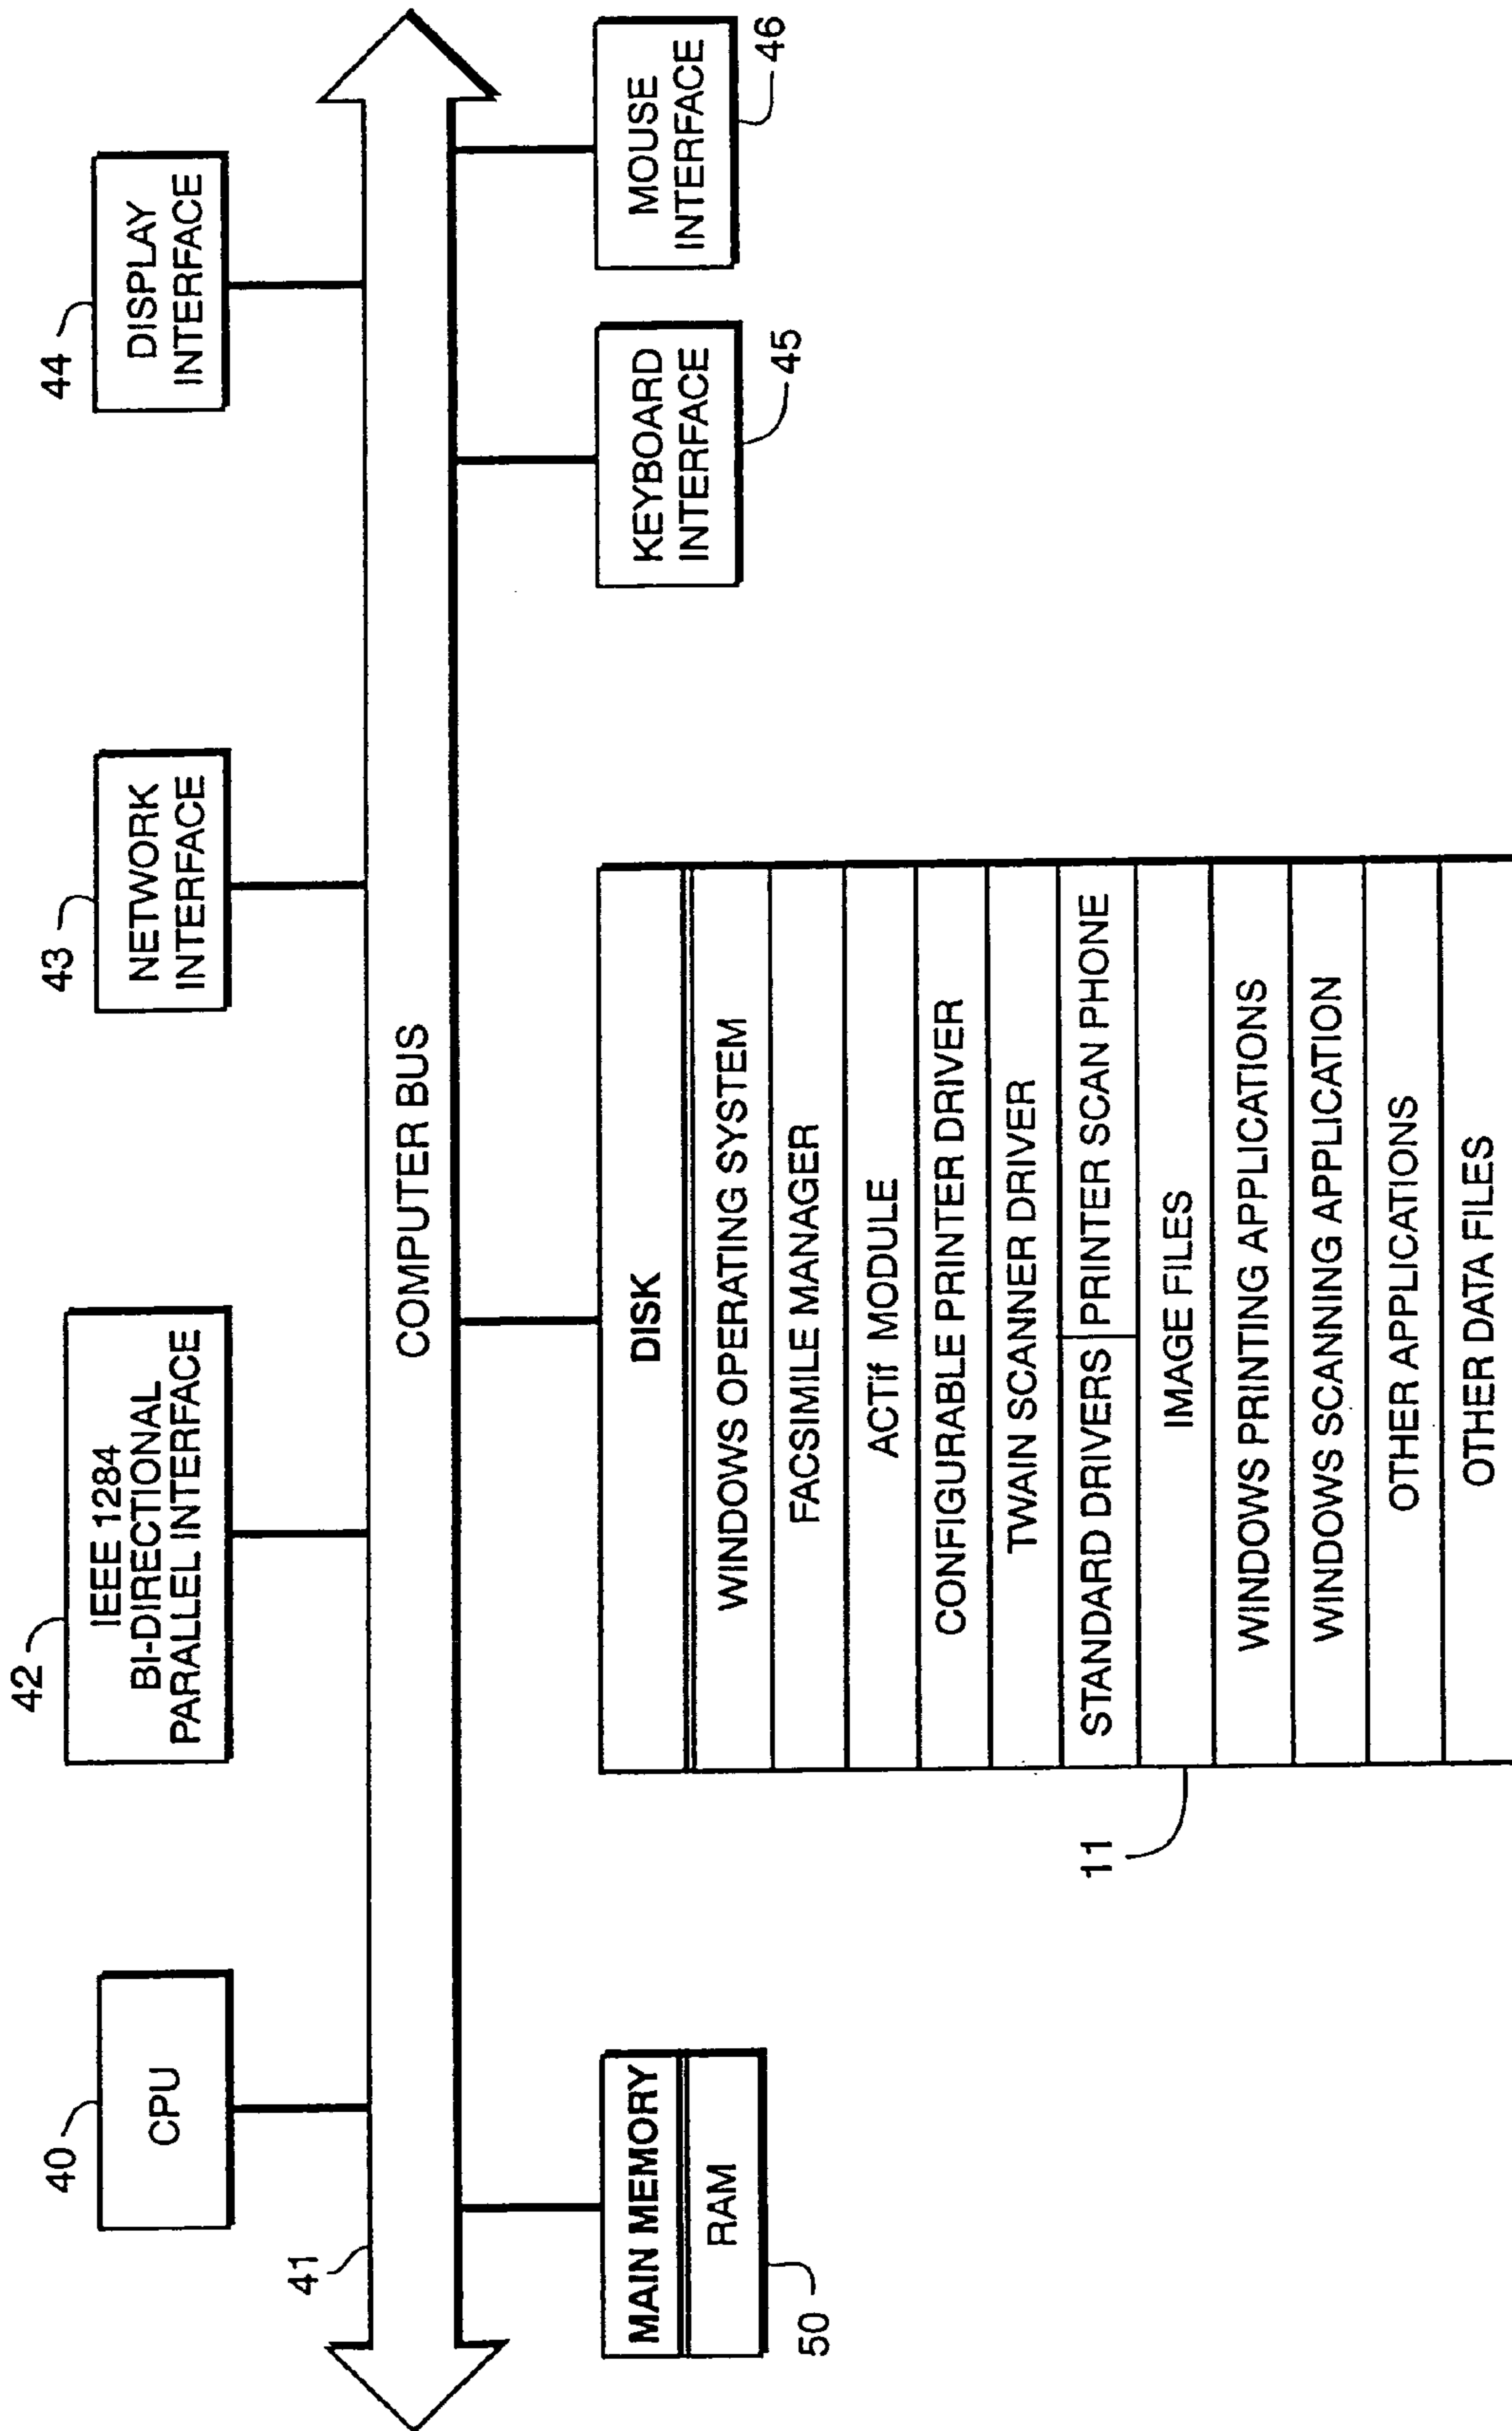 40
CPU
42
IEEE 1284
BI-DIRECTIONAL
PARALLEL INTERFACE
43
NETWORK
INTERFACE
44
DISPLAY
INTERFACE
41
COMPUTER BUS
MAIN MEMORY
RAM
50
DISK
WINDOWS OPERATING SYSTEM
FACSIMILE MANAGER
ACTif MODULE
CONFIGURABLE PRINTER DRIVER
TWAIN SCANNER DRIVER
STANDARD DRIVERS PRINTER SCAN PHONE
IMAGE FILES
WINDOWS PRINTING APPLICATIONS
WINDOWS SCANNING APPLICATION
OTHER APPLICATIONS
OTHER DATA FILES
11
KEYBOARD
INTERFACE
45
MOUSE
INTERFACE
46